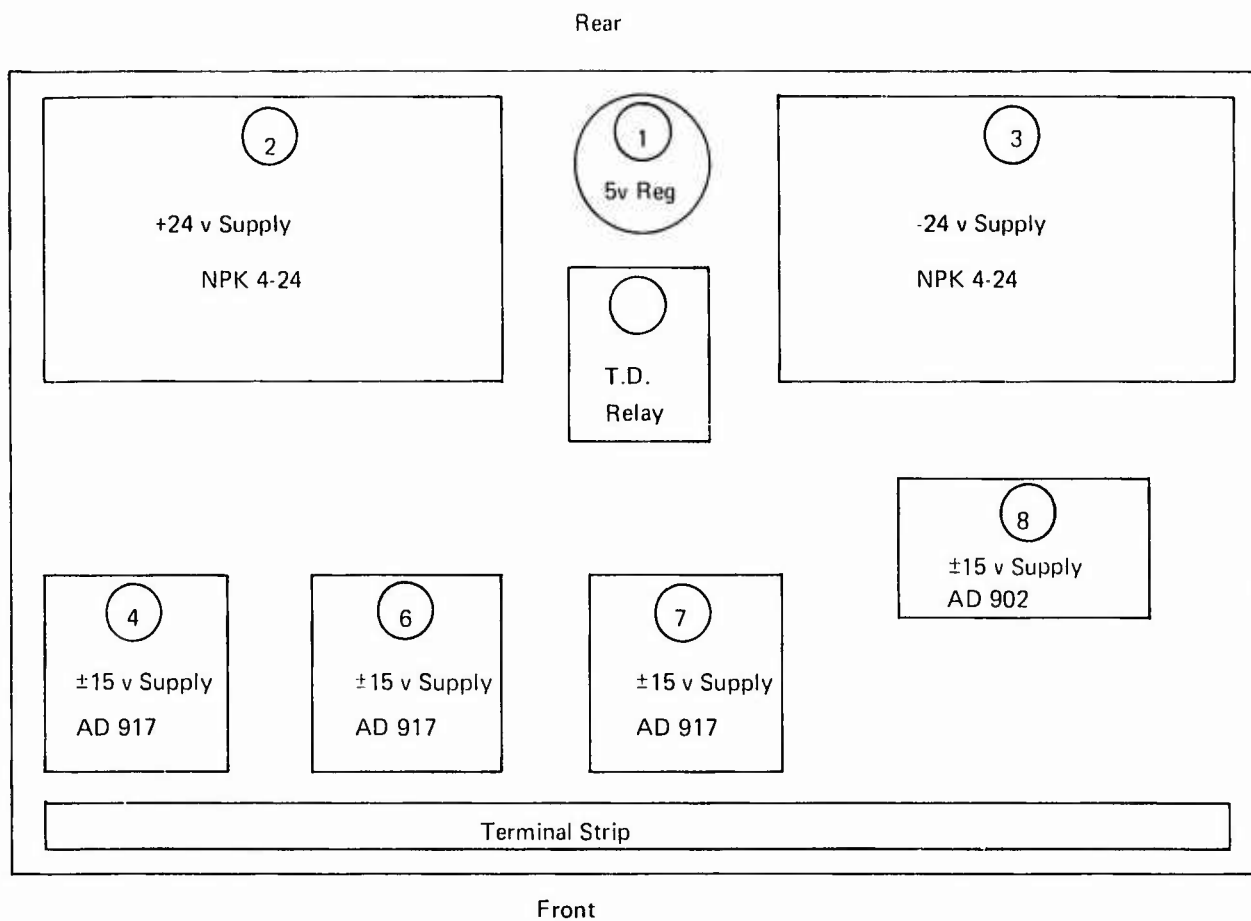 Rear
2
+24 v Supply
NPK 4-24
1
5v Reg
3
-24 v Supply
NPK 4-24
T.D.
Relay
8
±15 v Supply
AD 902
4
±15 v Supply
AD 917
6
±15 v Supply
AD 917
7
±15 v Supply
AD 917
Terminal Strip
Front